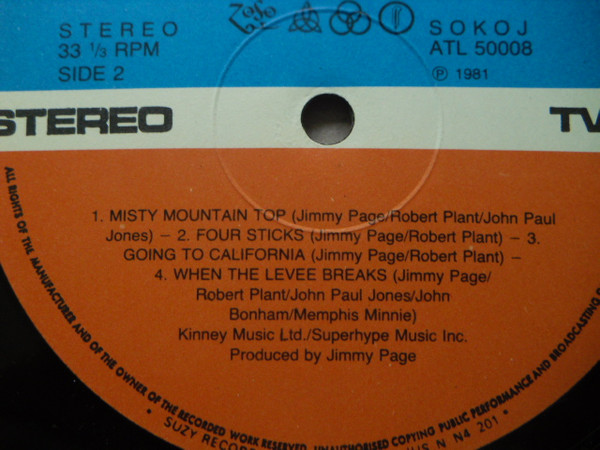 STEREO
33 ⅓ RPM
SIDE 2
SOKOJ
ATL 50008
Ⓟ 1981
STEREO
1. MISTY MOUNTAIN TOP (Jimmy Page/Robert Plant/John Paul
Jones) – 2. FOUR STICKS (Jimmy Page/Robert Plant) – 3.
GOING TO CALIFORNIA (Jimmy Page/Robert Plant) –
4. WHEN THE LEVEE BREAKS (Jimmy Page/
Robert Plant/John Paul Jones/John
Bonham/Memphis Minnie)
Kinney Music Ltd./Superhype Music Inc.
Produced by Jimmy Page
ALL RIGHTS OF THE MANUFACTURER AND OF THE OWNER OF THE RECORDED WORK RESERVED. UNAUTHORISED COPYING PUBLIC PERFORMANCE AND BROADCASTING
• SUZY RECOR N N4 201 •